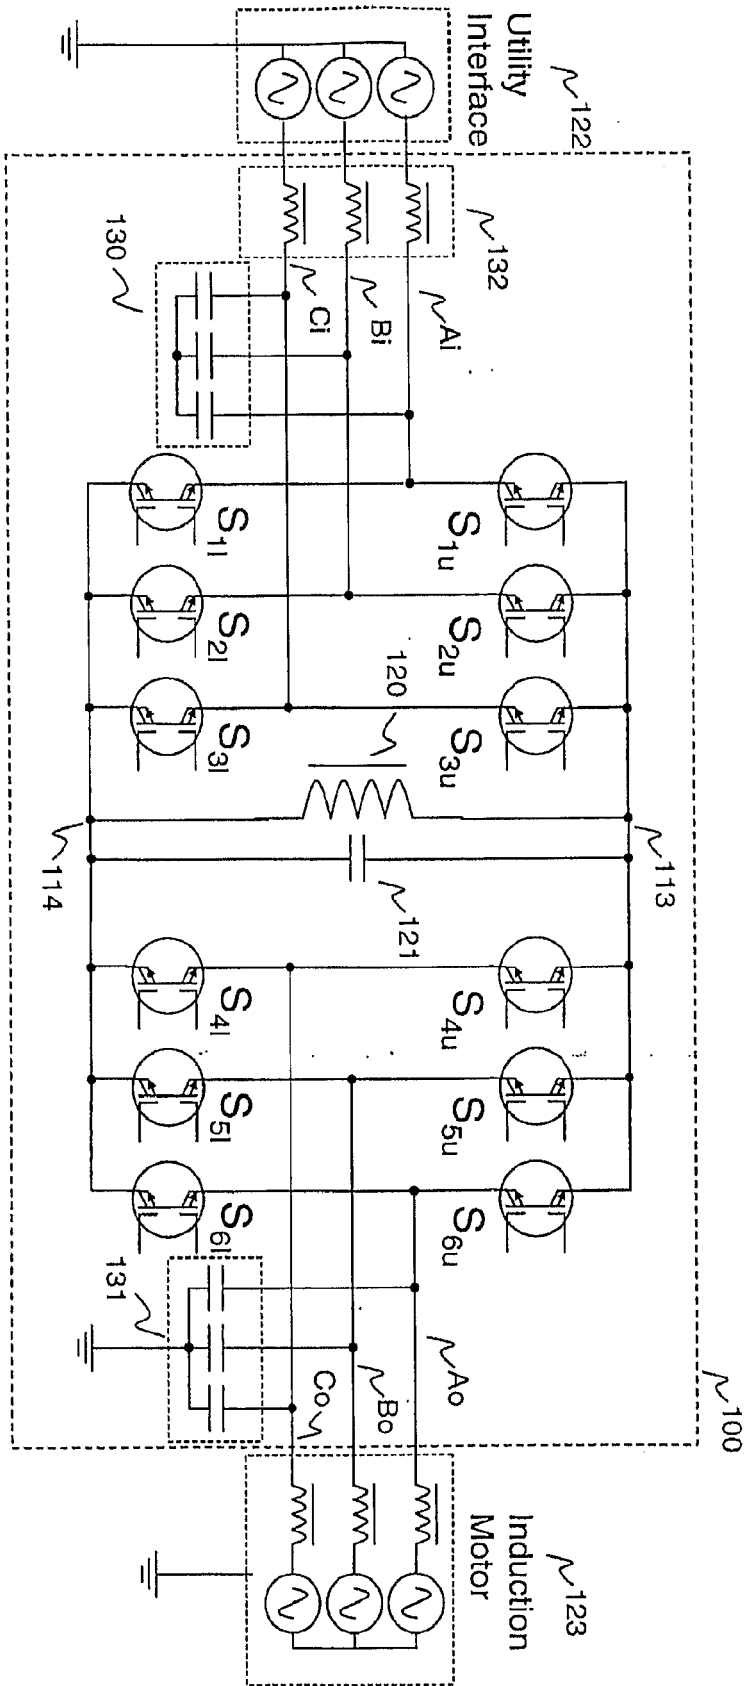 Utility
Interface
122
132
130
Ci
Bi
Ai
S1l
S1u
S2l
S2u
120
S3l
S3u
114
113
121
S4l
S4u
S5l
S5u
S6l
S6u
131
Co
Bo
Ao
100
Induction
Motor
123